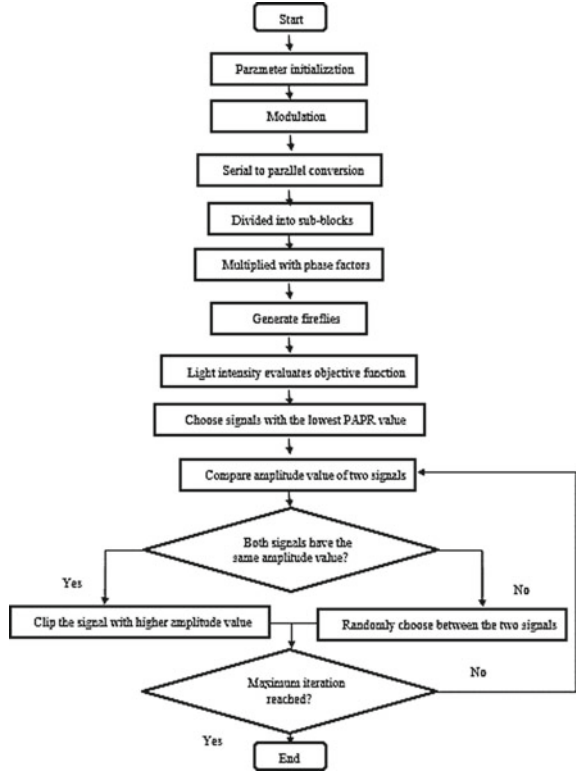 Start
Parameter initialization
Modulation
Serial to parallel conversion
Divided into sub-blocks
Multiplied with phase factors
Generate fireflies
Light intensity evaluates objective function
Choose signals with the lowest PAPR value
Compare amplitude value of two signals
Both signals have the
same amplitude value?
Yes
No
Clip the signal with higher amplitude value
Randomly choose between the two signals
Maximum iteration
reached?
No
Yes
End